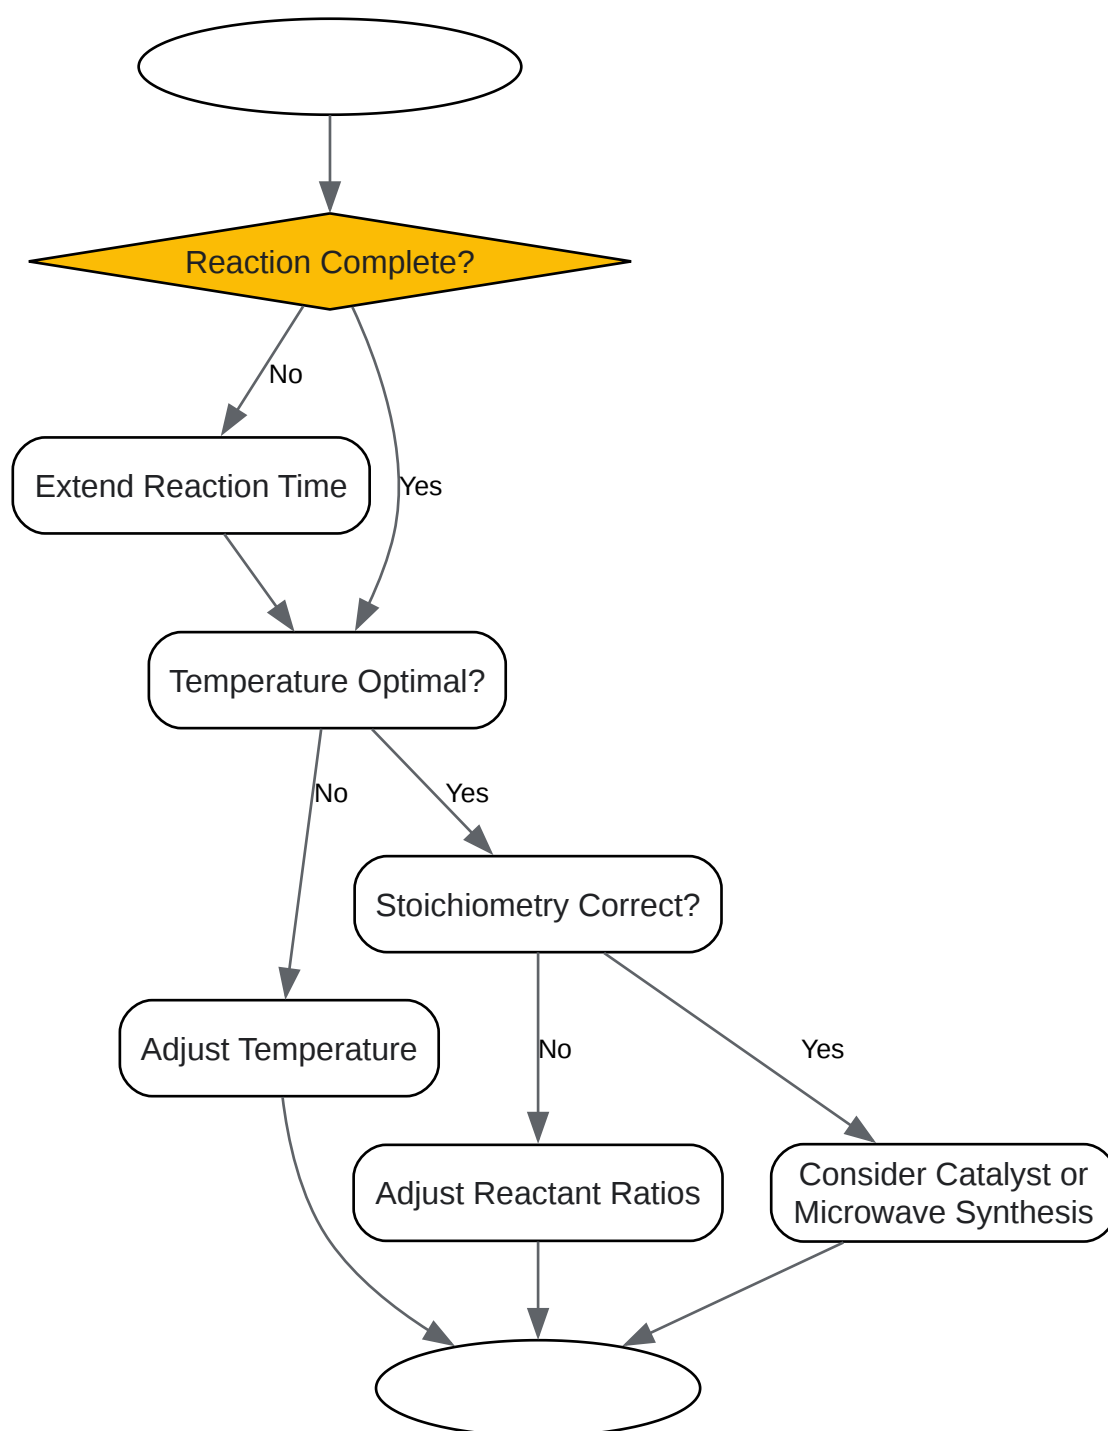 Reaction Complete?
No
Extend Reaction Time
Yes
Temperature Optimal?
No
Yes
Stoichiometry Correct?
Adjust Temperature
No
Yes
Adjust Reactant Ratios
Consider Catalyst or
Microwave Synthesis